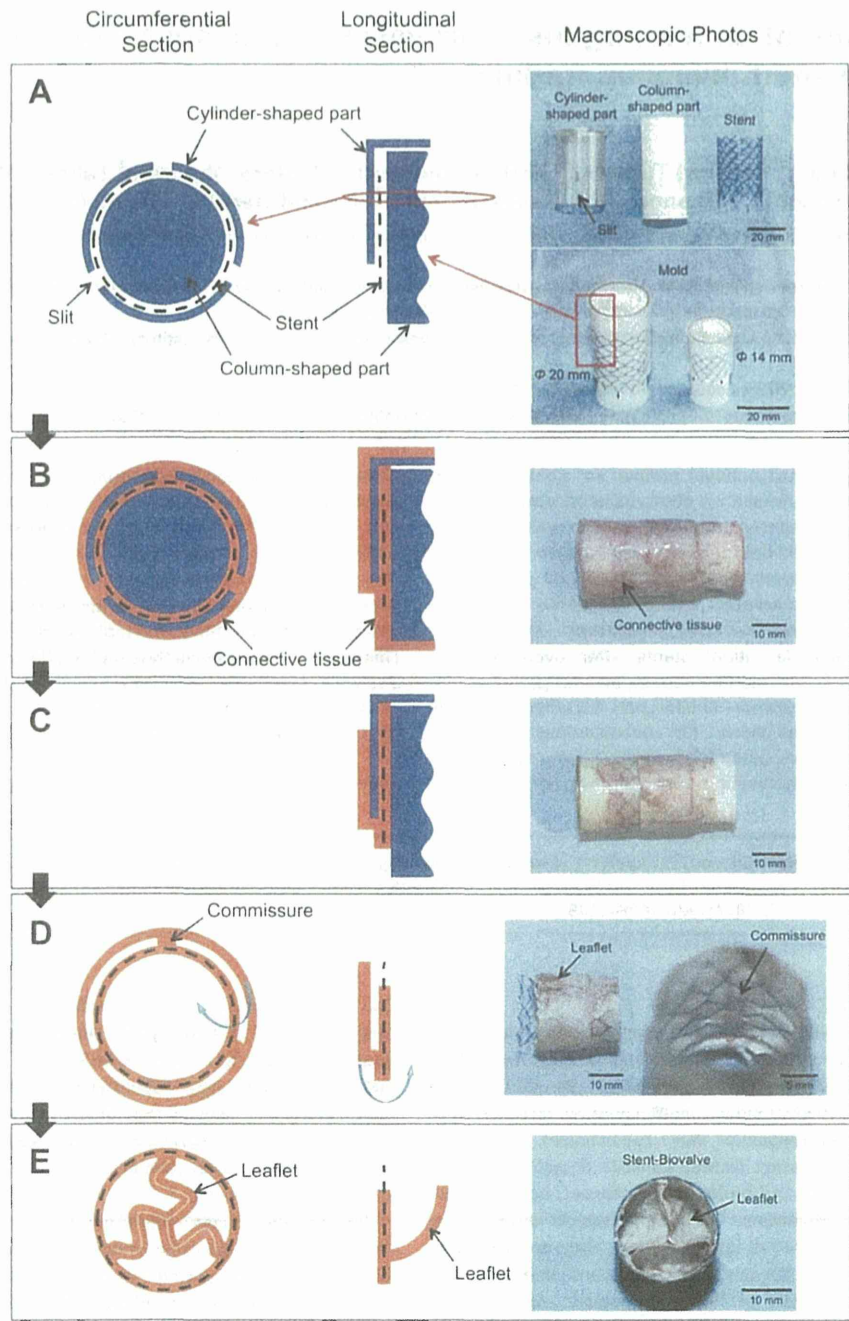 Circumferential
Section
Longitudinal
Section
Macroscopic Photos
A
Cylinder-shaped part
Slit
Stent
Column-shaped part
Cylinder-
shaped part
Column-
shaped part
Stent
Slit
20 mm
Mold
Φ 20 mm
Φ 14 mm
20 mm
B
Connective tissue
Connective tissue
10 mm
C
10 mm
D
Commissure
Leaflet
Commissure
10 mm
5 mm
E
Leaflet
Leaflet
Stent-Biovalve
Leaflet
10 mm